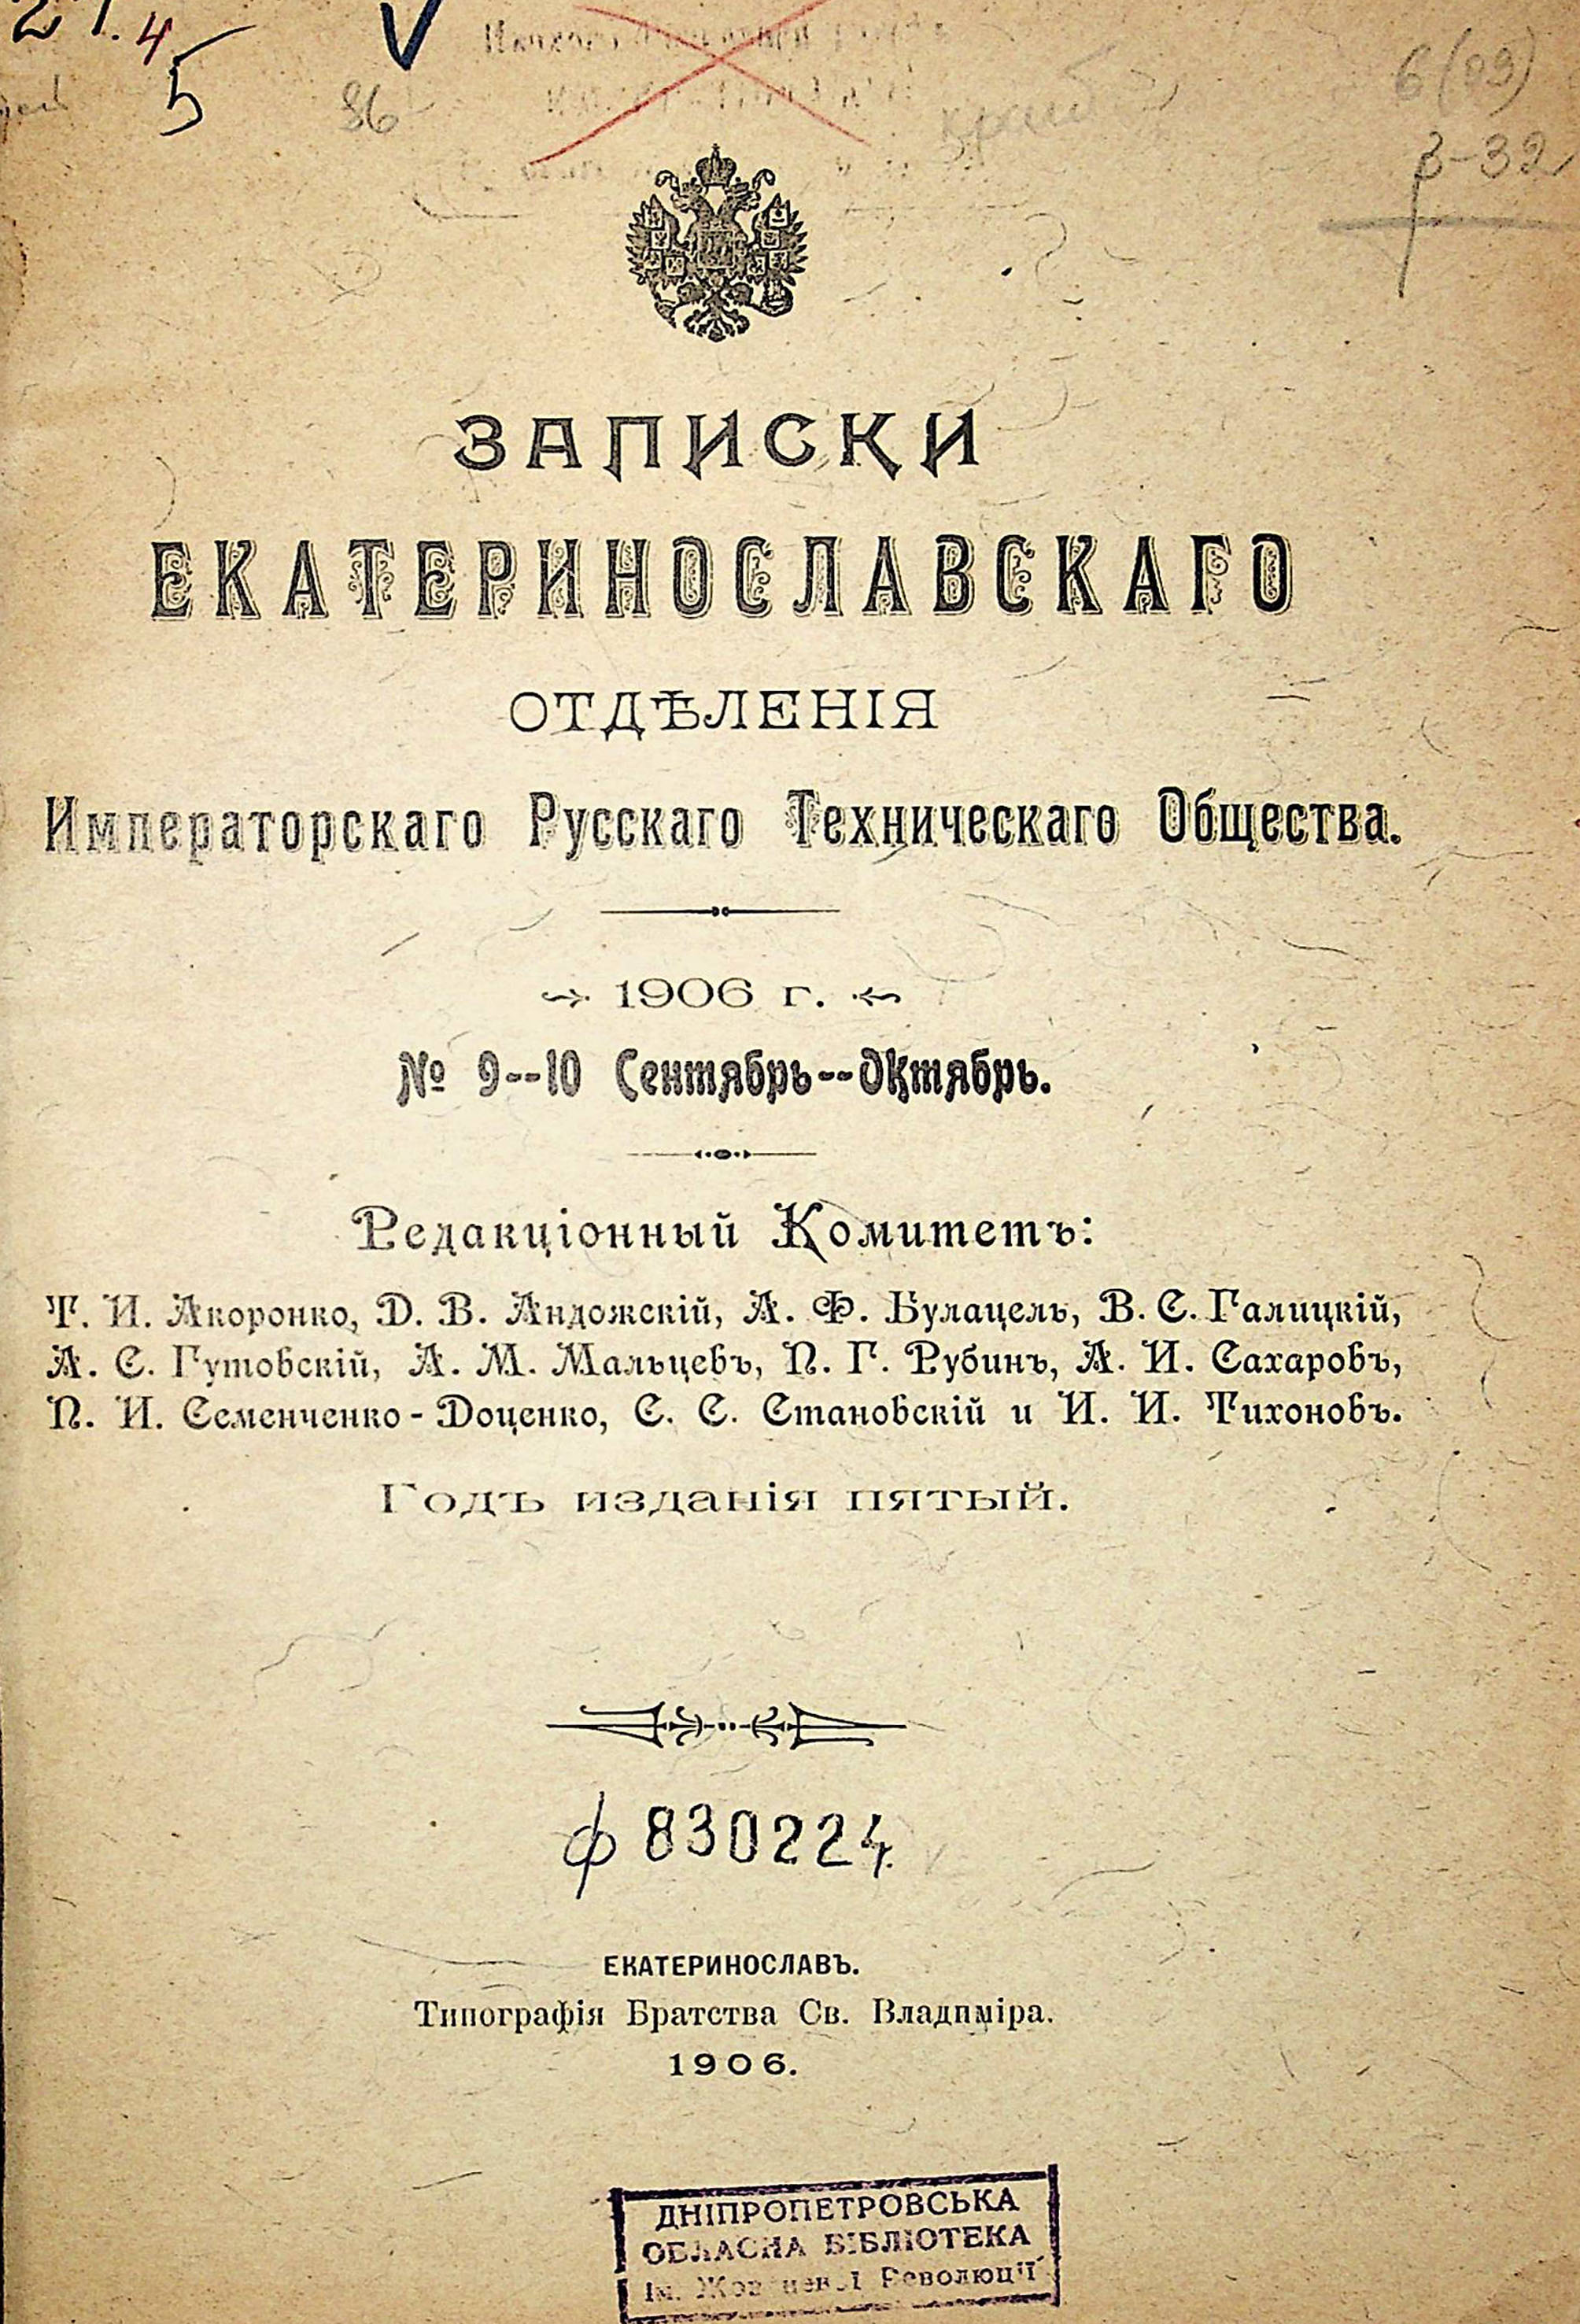 4
5
86
6(09)
З-32
ЗАПИСКИ
ЕКАТЕРИНОСЛАВСКАГО
ОТДѢЛЕНІЯ
Императорскаго Русскаго Техническаго Общества.
1906 г.
№ 9--10 Сентябрь--Октябрь.
Редакціонный Комитетъ:
Т. И. Акоронко, D. В. Андожскій, А. Ф. Булацель, В. С. Галицкій,
А. С. Гутовскій, А. М. Мальцевъ, П. Г. Рубинъ, А. И. Сахаровъ,
П. И. Семенченко-Доценко, С. С. Становскій и И. И. Тихоновъ.
Годъ изданія пятый.
ф 830224
ЕКАТЕРИНОСЛАВЪ.
Типографія Братства Св. Владиміра.
1906.
ДНІПРОПЕТРОВСЬКА
ОБЛАСНА БІБЛІОТЕКА
Ім. Жовтневої Революції